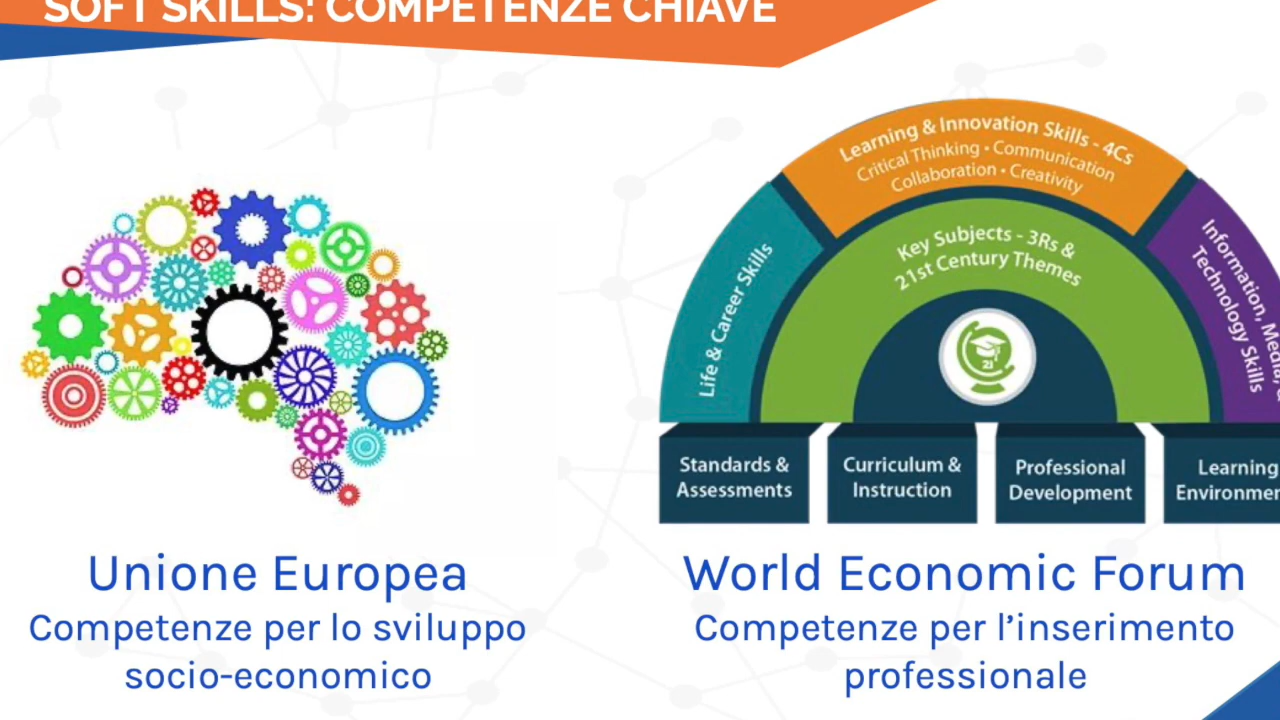 SOFT SKILLS: COMPETENZE CHIAVE
Learning & Innovation Skills - 4Cs
Critical Thinking • Communication
Collaboration • Creativity
Life & Career Skills
Key Subjects - 3Rs &
21st Century Themes
Information, Media,
Technology Skills
21
Standards &
Assessments
Curriculum &
Instruction
Professional
Development
Learning
Unione Europea
Competenze per lo sviluppo
socio-economico
World Economic Forum
Competenze per l’inserimento
professionale